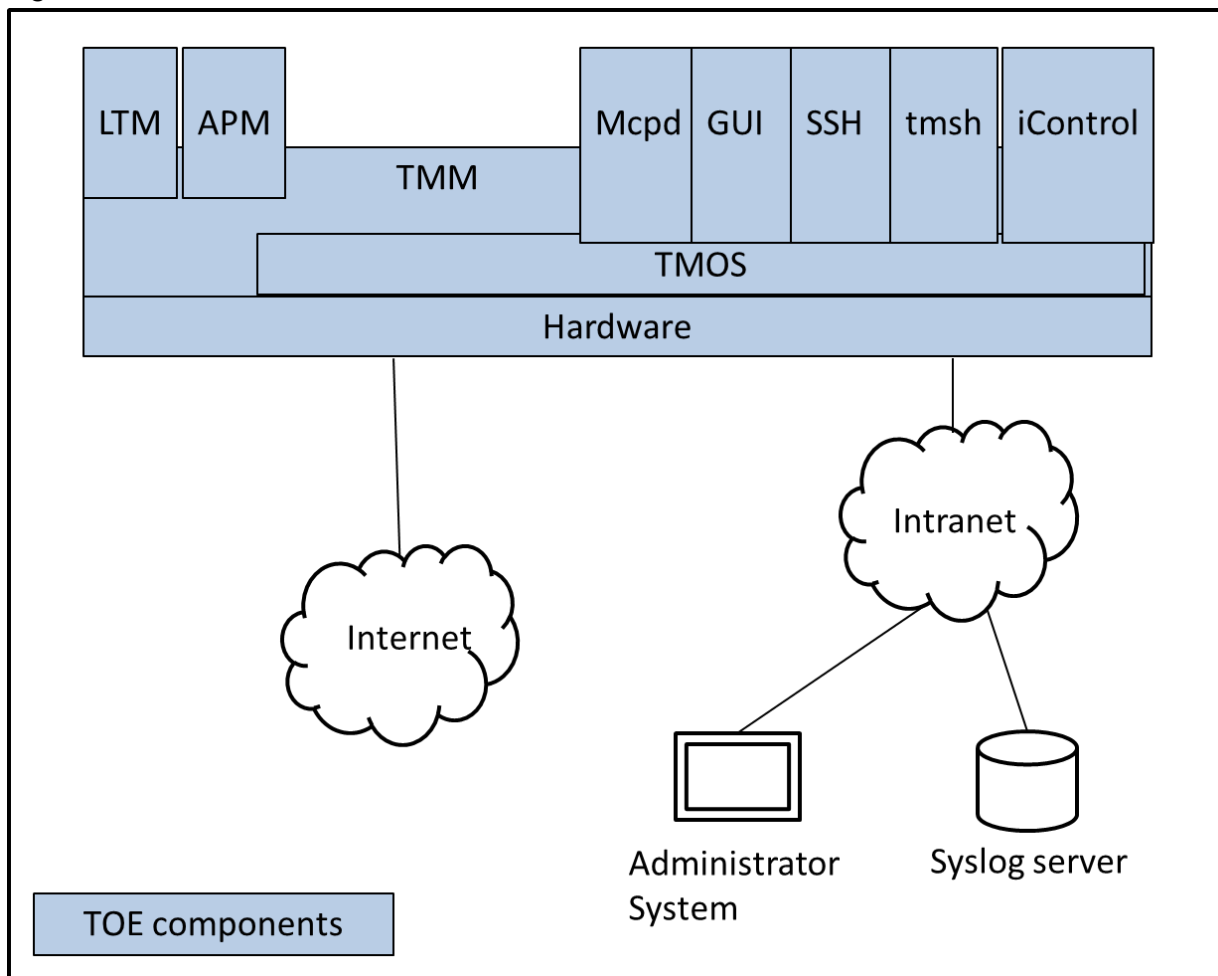 LTM
APM
Mcpd
GUI
SSH
tmsh
iControl
TMM
TMOS
Hardware
Intranet
Internet
Administrator
System
Syslog server
TOE components